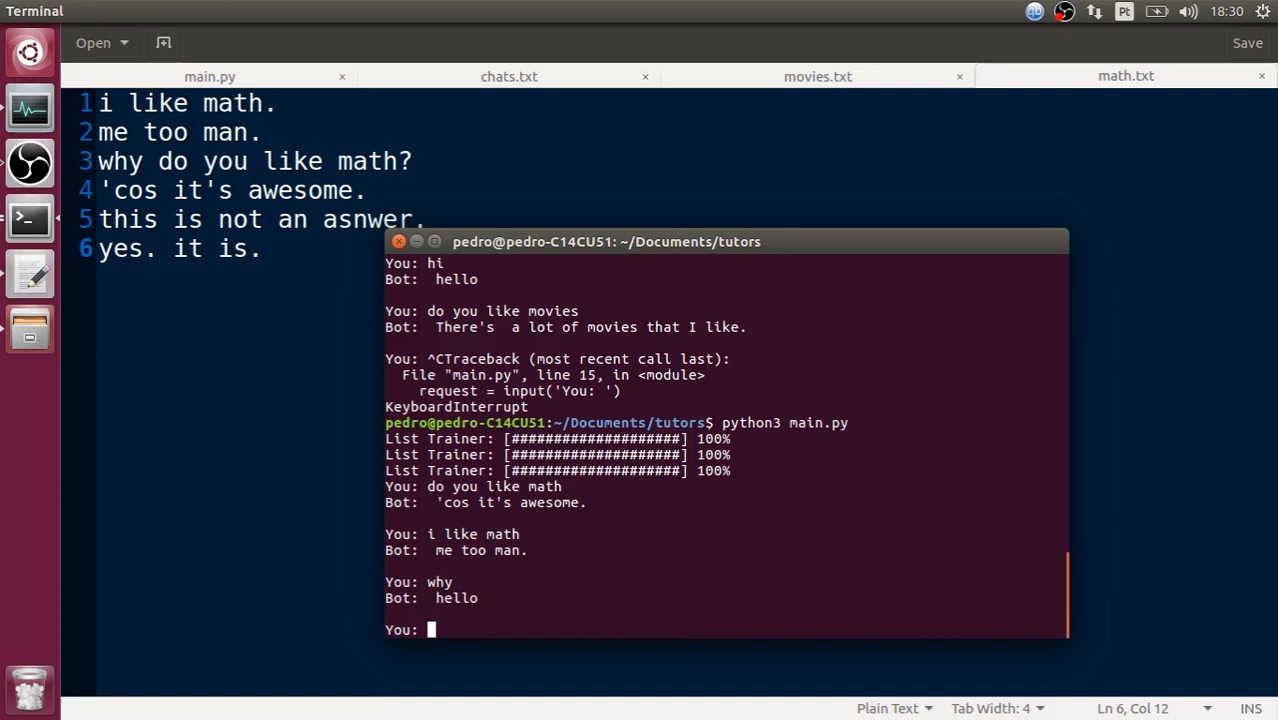 Terminal
Pt
18:30
Open
Save
main.py ×
chats.txt ×
movies.txt ×
math.txt ×
1 i like math.
2 me too man.
3 why do you like math?
4 'cos it's awesome.
5 this is not an asnwer.
6 yes. it is.
pedro@pedro-C14CU51: ~/Documents/tutors
You: hi
Bot:  hello
You: do you like movies
Bot:  There's  a lot of movies that I like.
You: ^CTraceback (most recent call last):
  File "main.py", line 15, in <module>
    request = input('You: ')
KeyboardInterrupt
pedro@pedro-C14CU51:~/Documents/tutors$ python3 main.py
List Trainer: [####################] 100%
List Trainer: [####################] 100%
List Trainer: [####################] 100%
You: do you like math
Bot:  'cos it's awesome.
You: i like math
Bot:  me too man.
You: why
Bot:  hello
You:
Plain Text
Tab Width: 4
Ln 6, Col 12
INS